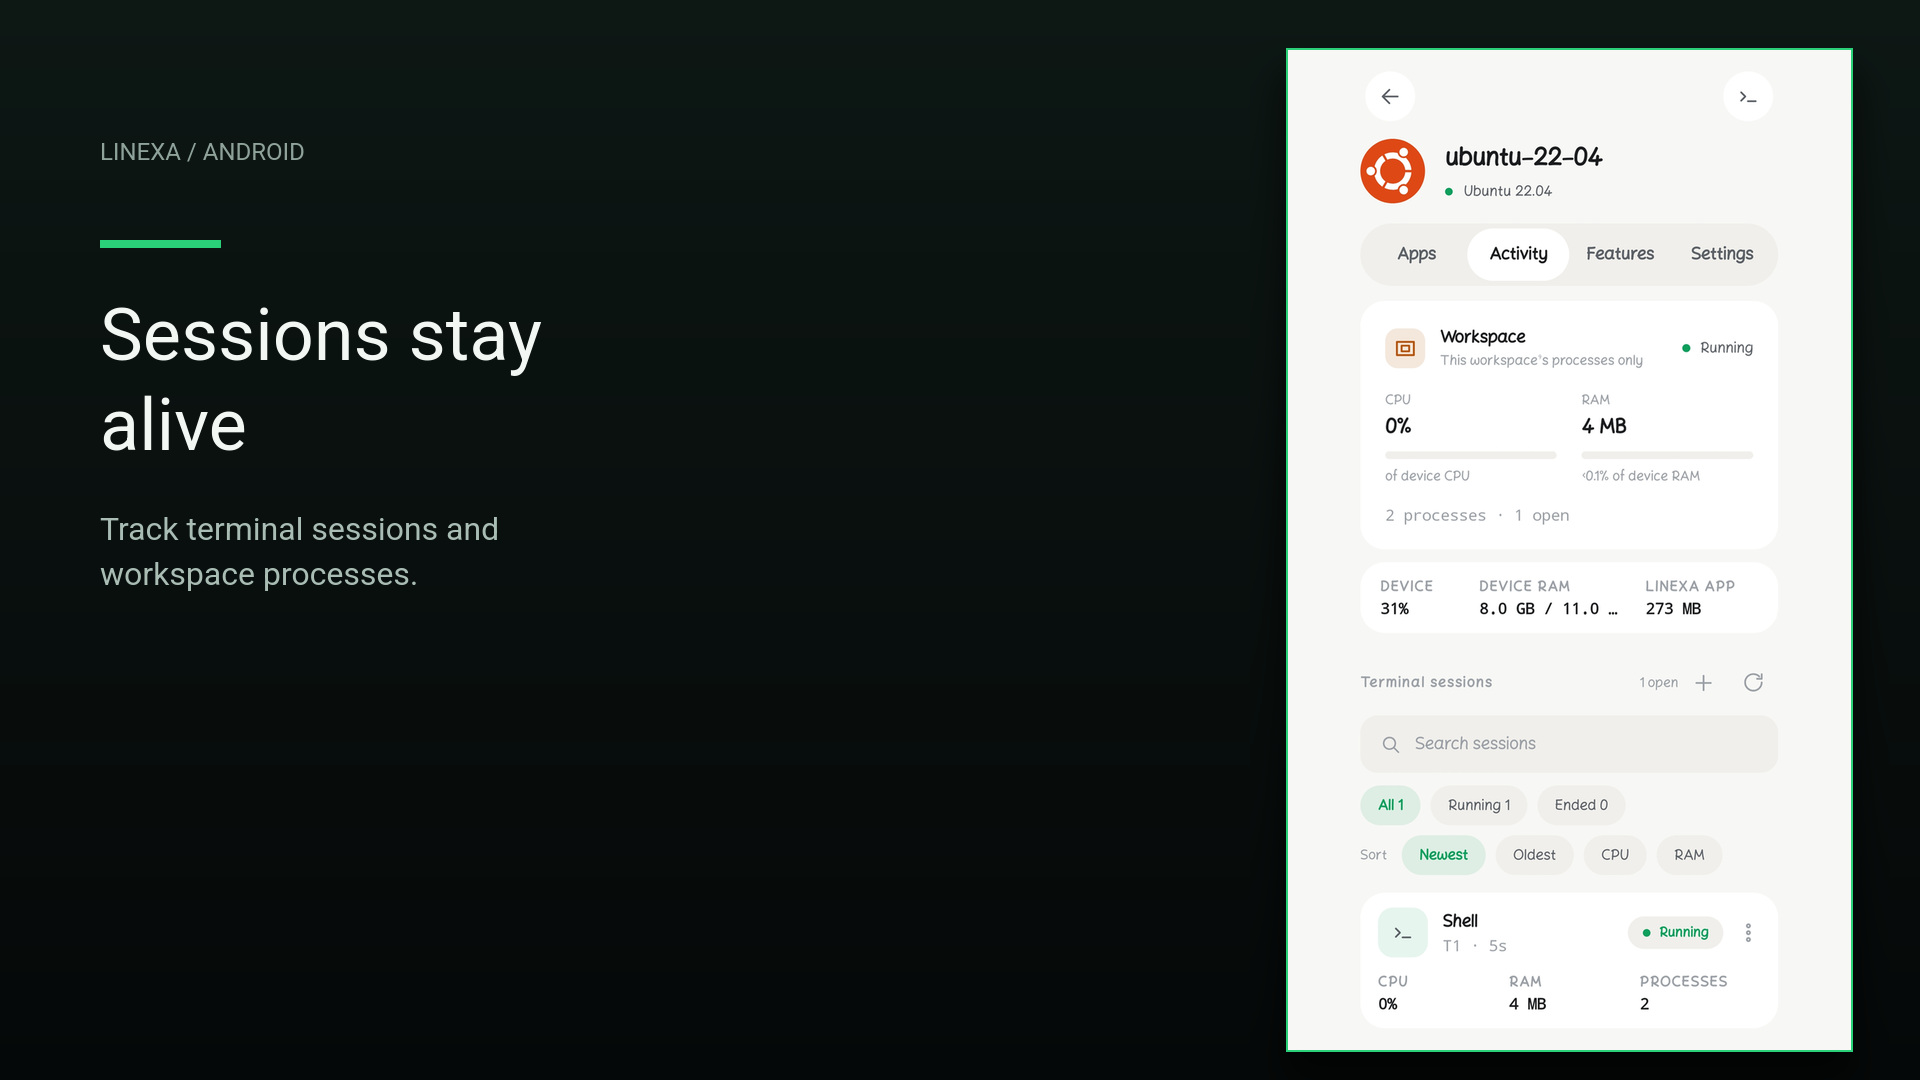 LINEXA / ANDROID
Sessions stay
alive
Track terminal sessions and
workspace processes.
ubuntu-22-04
Ubuntu 22.04
Apps
Activity
Features
Settings
Workspace
This workspace's processes only
Running
CPU
RAM
0%
4 MB
of device CPU
<0.1% of device RAM
2 processes · 1 open
DEVICE
DEVICE RAM
LINEXA APP
31%
8.0 GB / 11.0 …
273 MB
Terminal sessions
1 open
Search sessions
All 1
Running 1
Ended 0
Sort
Newest
Oldest
CPU
RAM
Shell
T1 · 5s
Running
CPU
RAM
PROCESSES
0%
4 MB
2